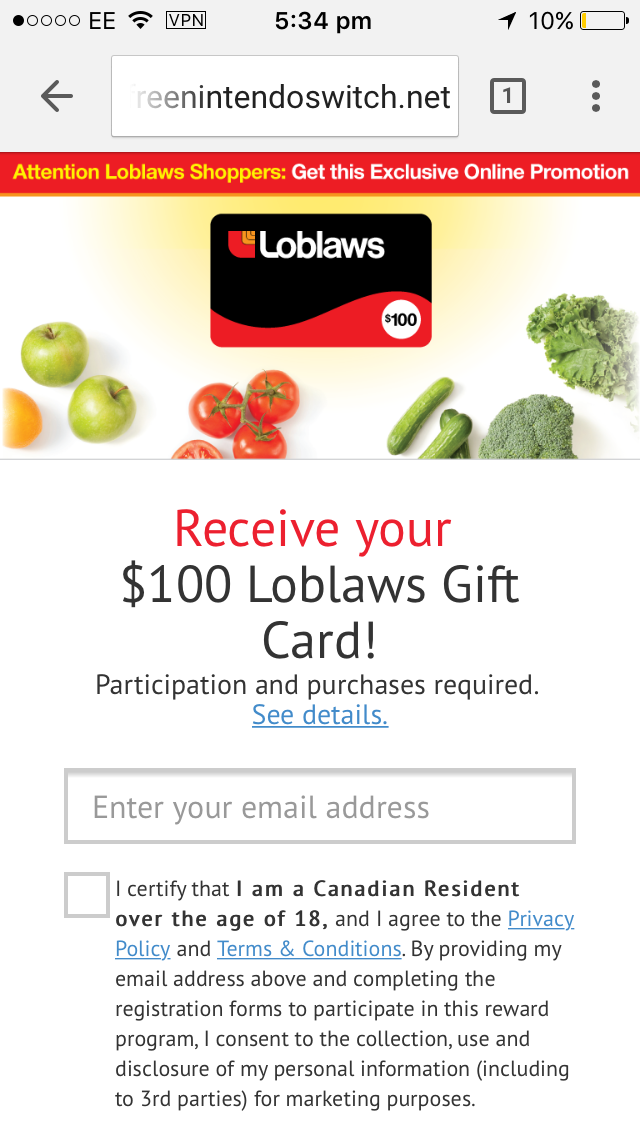 EE VPN 5:34 pm 10%
reenintendoswitch.net 1
Attention Loblaws Shoppers: Get this Exclusive Online Promotion
Loblaws
$100
Receive your
$100 Loblaws Gift
Card!
Participation and purchases required.
See details.
Enter your email address
I certify that I am a Canadian Resident
over the age of 18, and I agree to the Privacy
Policy and Terms & Conditions. By providing my
email address above and completing the
registration forms to participate in this reward
program, I consent to the collection, use and
disclosure of my personal information (including
to 3rd parties) for marketing purposes.